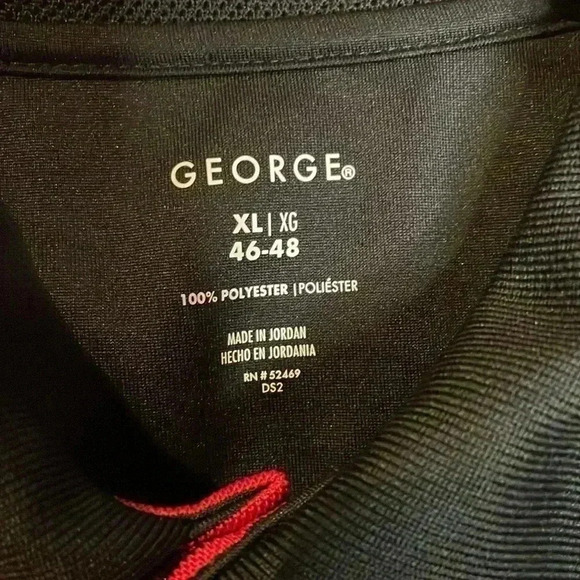 GEORGE®
XL | XG
46-48
100% POLYESTER | POLIÉSTER
MADE IN JORDAN
HECHO EN JORDANIA
RN # 52469
DS2